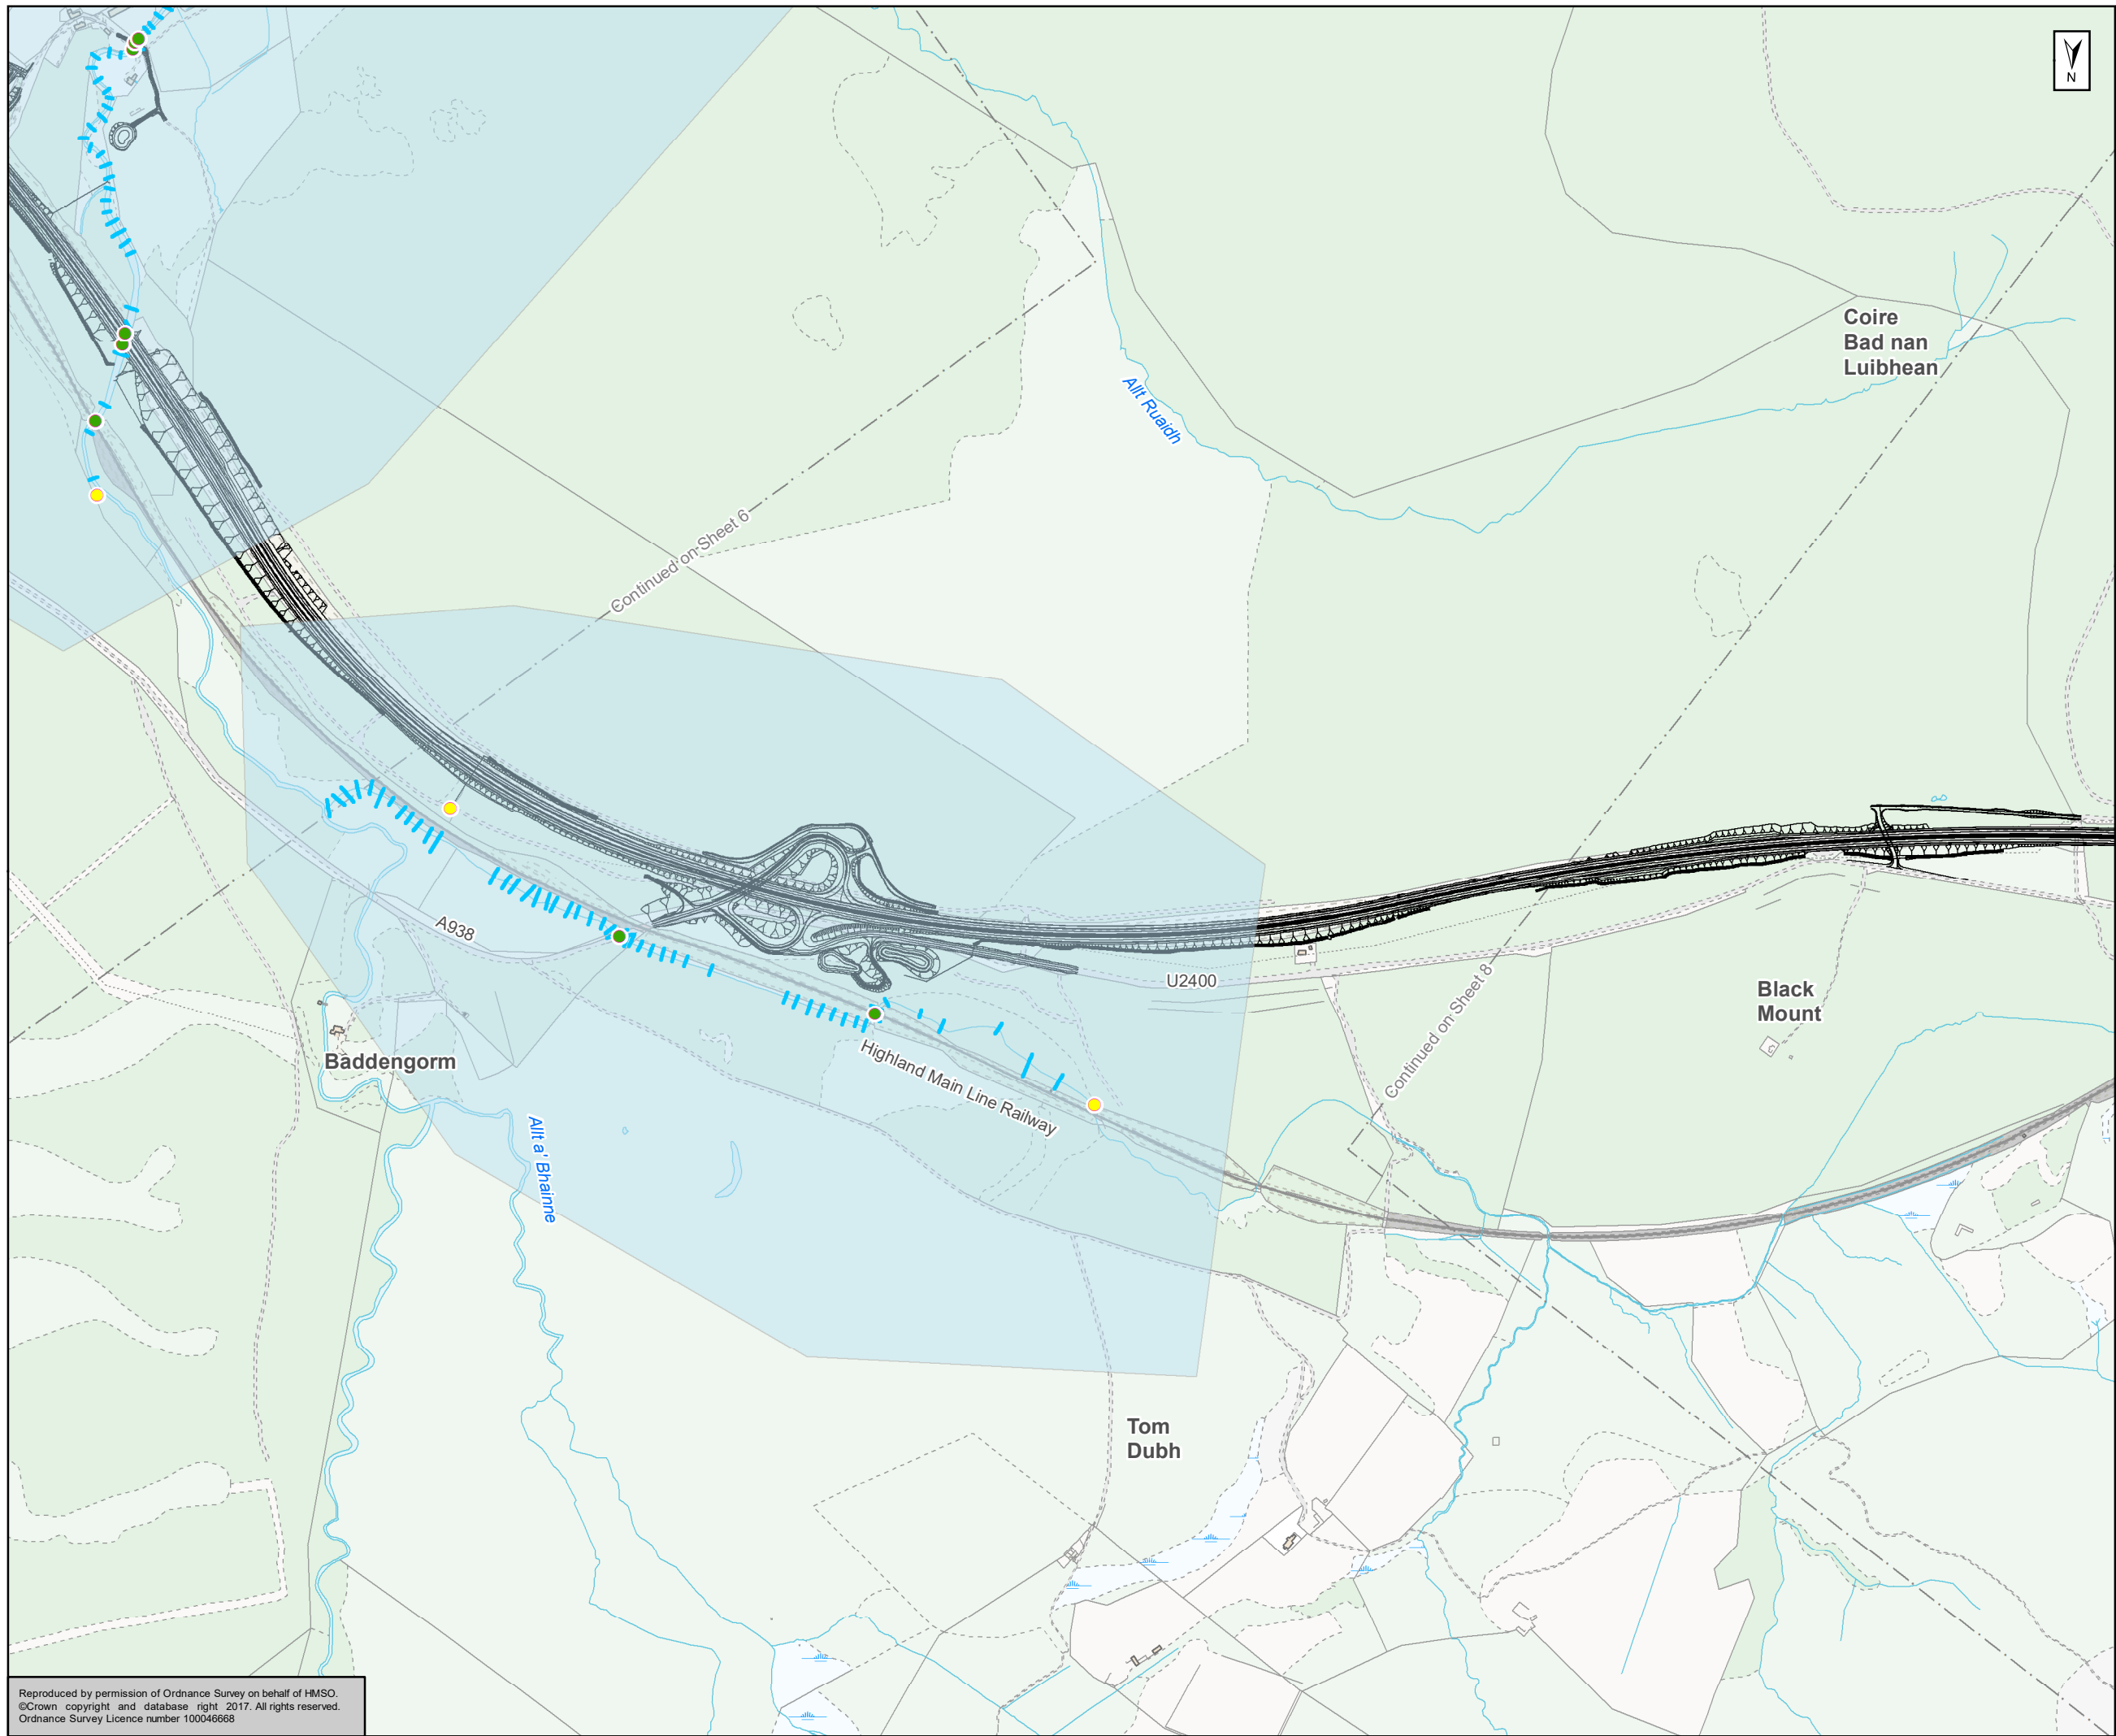 N
Coire
Bad nan
Luibhean
Allt Ruaidh
Continued on Sheet 6
A938
U2400
Continued on Sheet 8
Black
Mount
Baddengorm
Highland Main Line Railway
Allt a' Bhainne
Tom
Dubh
Reproduced by permission of Ordnance Survey on behalf of HMSO.
©Crown copyright and database right 2017. All rights reserved.
Ordnance Survey Licence number 100046668